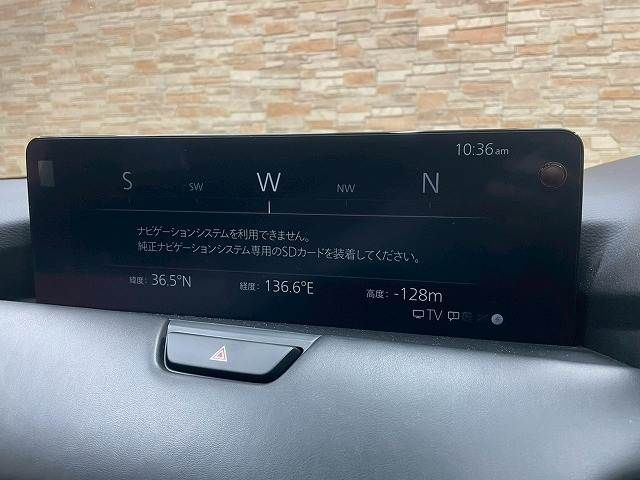 10:36am
S SW W NW N
ナビゲーションシステムを利用できません。
純正ナビゲーションシステム専用のSDカードを装着してください。
緯度: 36.5°N 経度: 136.6°E 高度: -128m
TV